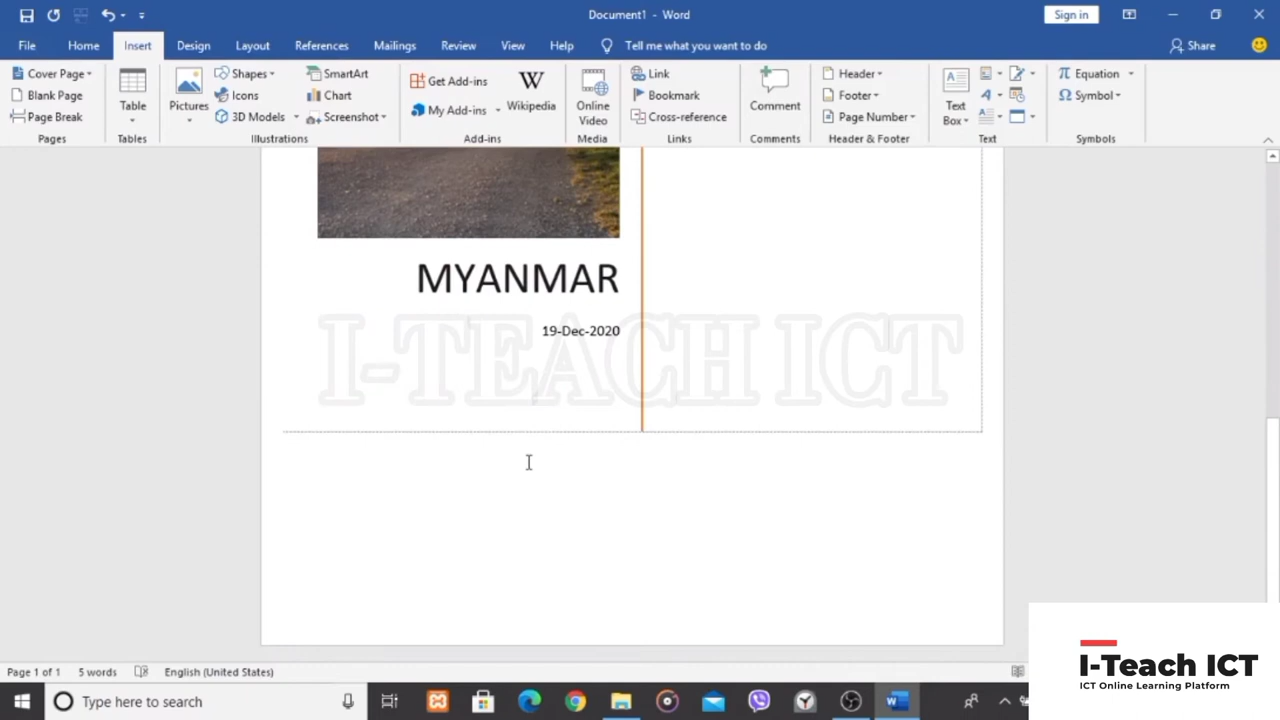 Document1 - Word
Sign in
File Home Insert Design Layout References Mailings Review View Help Tell me what you want to do Share
Cover Page
Blank Page
Page Break
Pages
Table
Tables
Pictures
Shapes
Icons
3D Models
SmartArt
Chart
Screenshot
Illustrations
Get Add-ins
My Add-ins
W
Wikipedia
Add-ins
Online
Video
Media
Link
Bookmark
Cross-reference
Links
Comment
Comments
Header
Footer
Page Number
Header & Footer
Text
Box
Text
π Equation
Ω Symbol
Symbols
MYANMAR
19-Dec-2020
I-TEACH ICT
Page 1 of 1 5 words English (United States)
Type here to search
I-Teach ICT
ICT Online Learning Platform